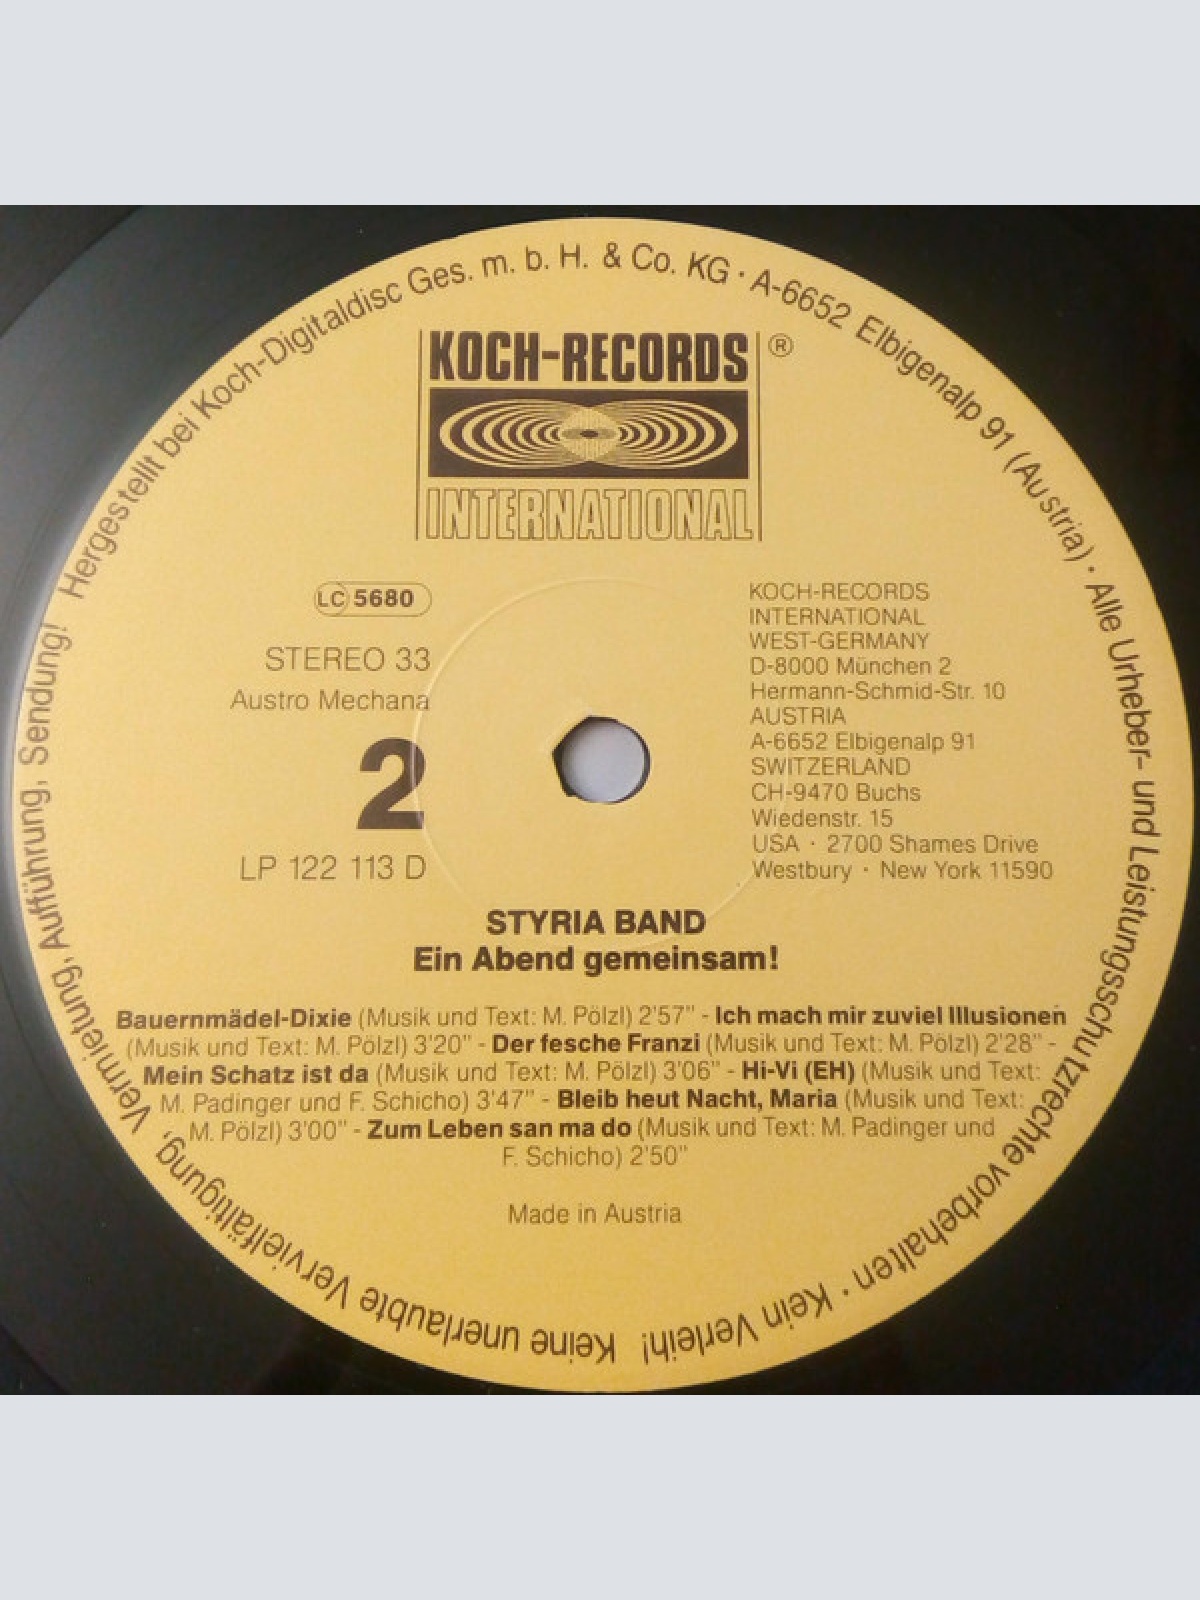 Hergestellt bei Koch-Digitaldisc Ges. m. b. H. & Co. KG · A-6652 Elbigenalp 91 (Austria) · Alle Urheber- und Leistungsschutzrechte vorbehalten · Kein Verleih! Keine unerlaubte Vervielfältigung, Vermietung, Aufführung, Sendung!
KOCH-RECORDS ®
INTERNATIONAL
LC 5680
STEREO 33
Austro Mechana
2
LP 122 113 D
KOCH-RECORDS
INTERNATIONAL
WEST-GERMANY
D-8000 München 2
Hermann-Schmid-Str. 10
AUSTRIA
A-6652 Elbigenalp 91
SWITZERLAND
CH-9470 Buchs
Wiedenstr. 15
USA · 2700 Shames Drive
Westbury · New York 11590
STYRIA BAND
Ein Abend gemeinsam!
Bauernmädel-Dixie (Musik und Text: M. Pölzl) 2'57" - Ich mach mir zuviel Illusionen
(Musik und Text: M. Pölzl) 3'20" - Der fesche Franzi (Musik und Text: M. Pölzl) 2'28" -
Mein Schatz ist da (Musik und Text: M. Pölzl) 3'06" - Hi-Vi (EH) (Musik und Text:
M. Padinger und F. Schicho) 3'47" - Bleib heut Nacht, Maria (Musik und Text:
M. Pölzl) 3'00" - Zum Leben san ma do (Musik und Text: M. Padinger und
F. Schicho) 2'50"
Made in Austria